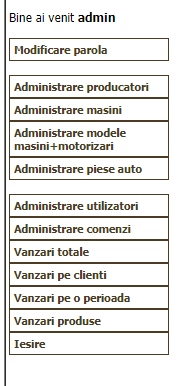 Bine ai venit admin
Modificare parola
Administrare producatori
Administrare masini
Administrare modele
masini+motorizari
Administrare piese auto
Administrare utilizatori
Administrare comenzi
Vanzari totale
Vanzari pe clienti
Vanzari pe o perioada
Vanzari produse
Iesire